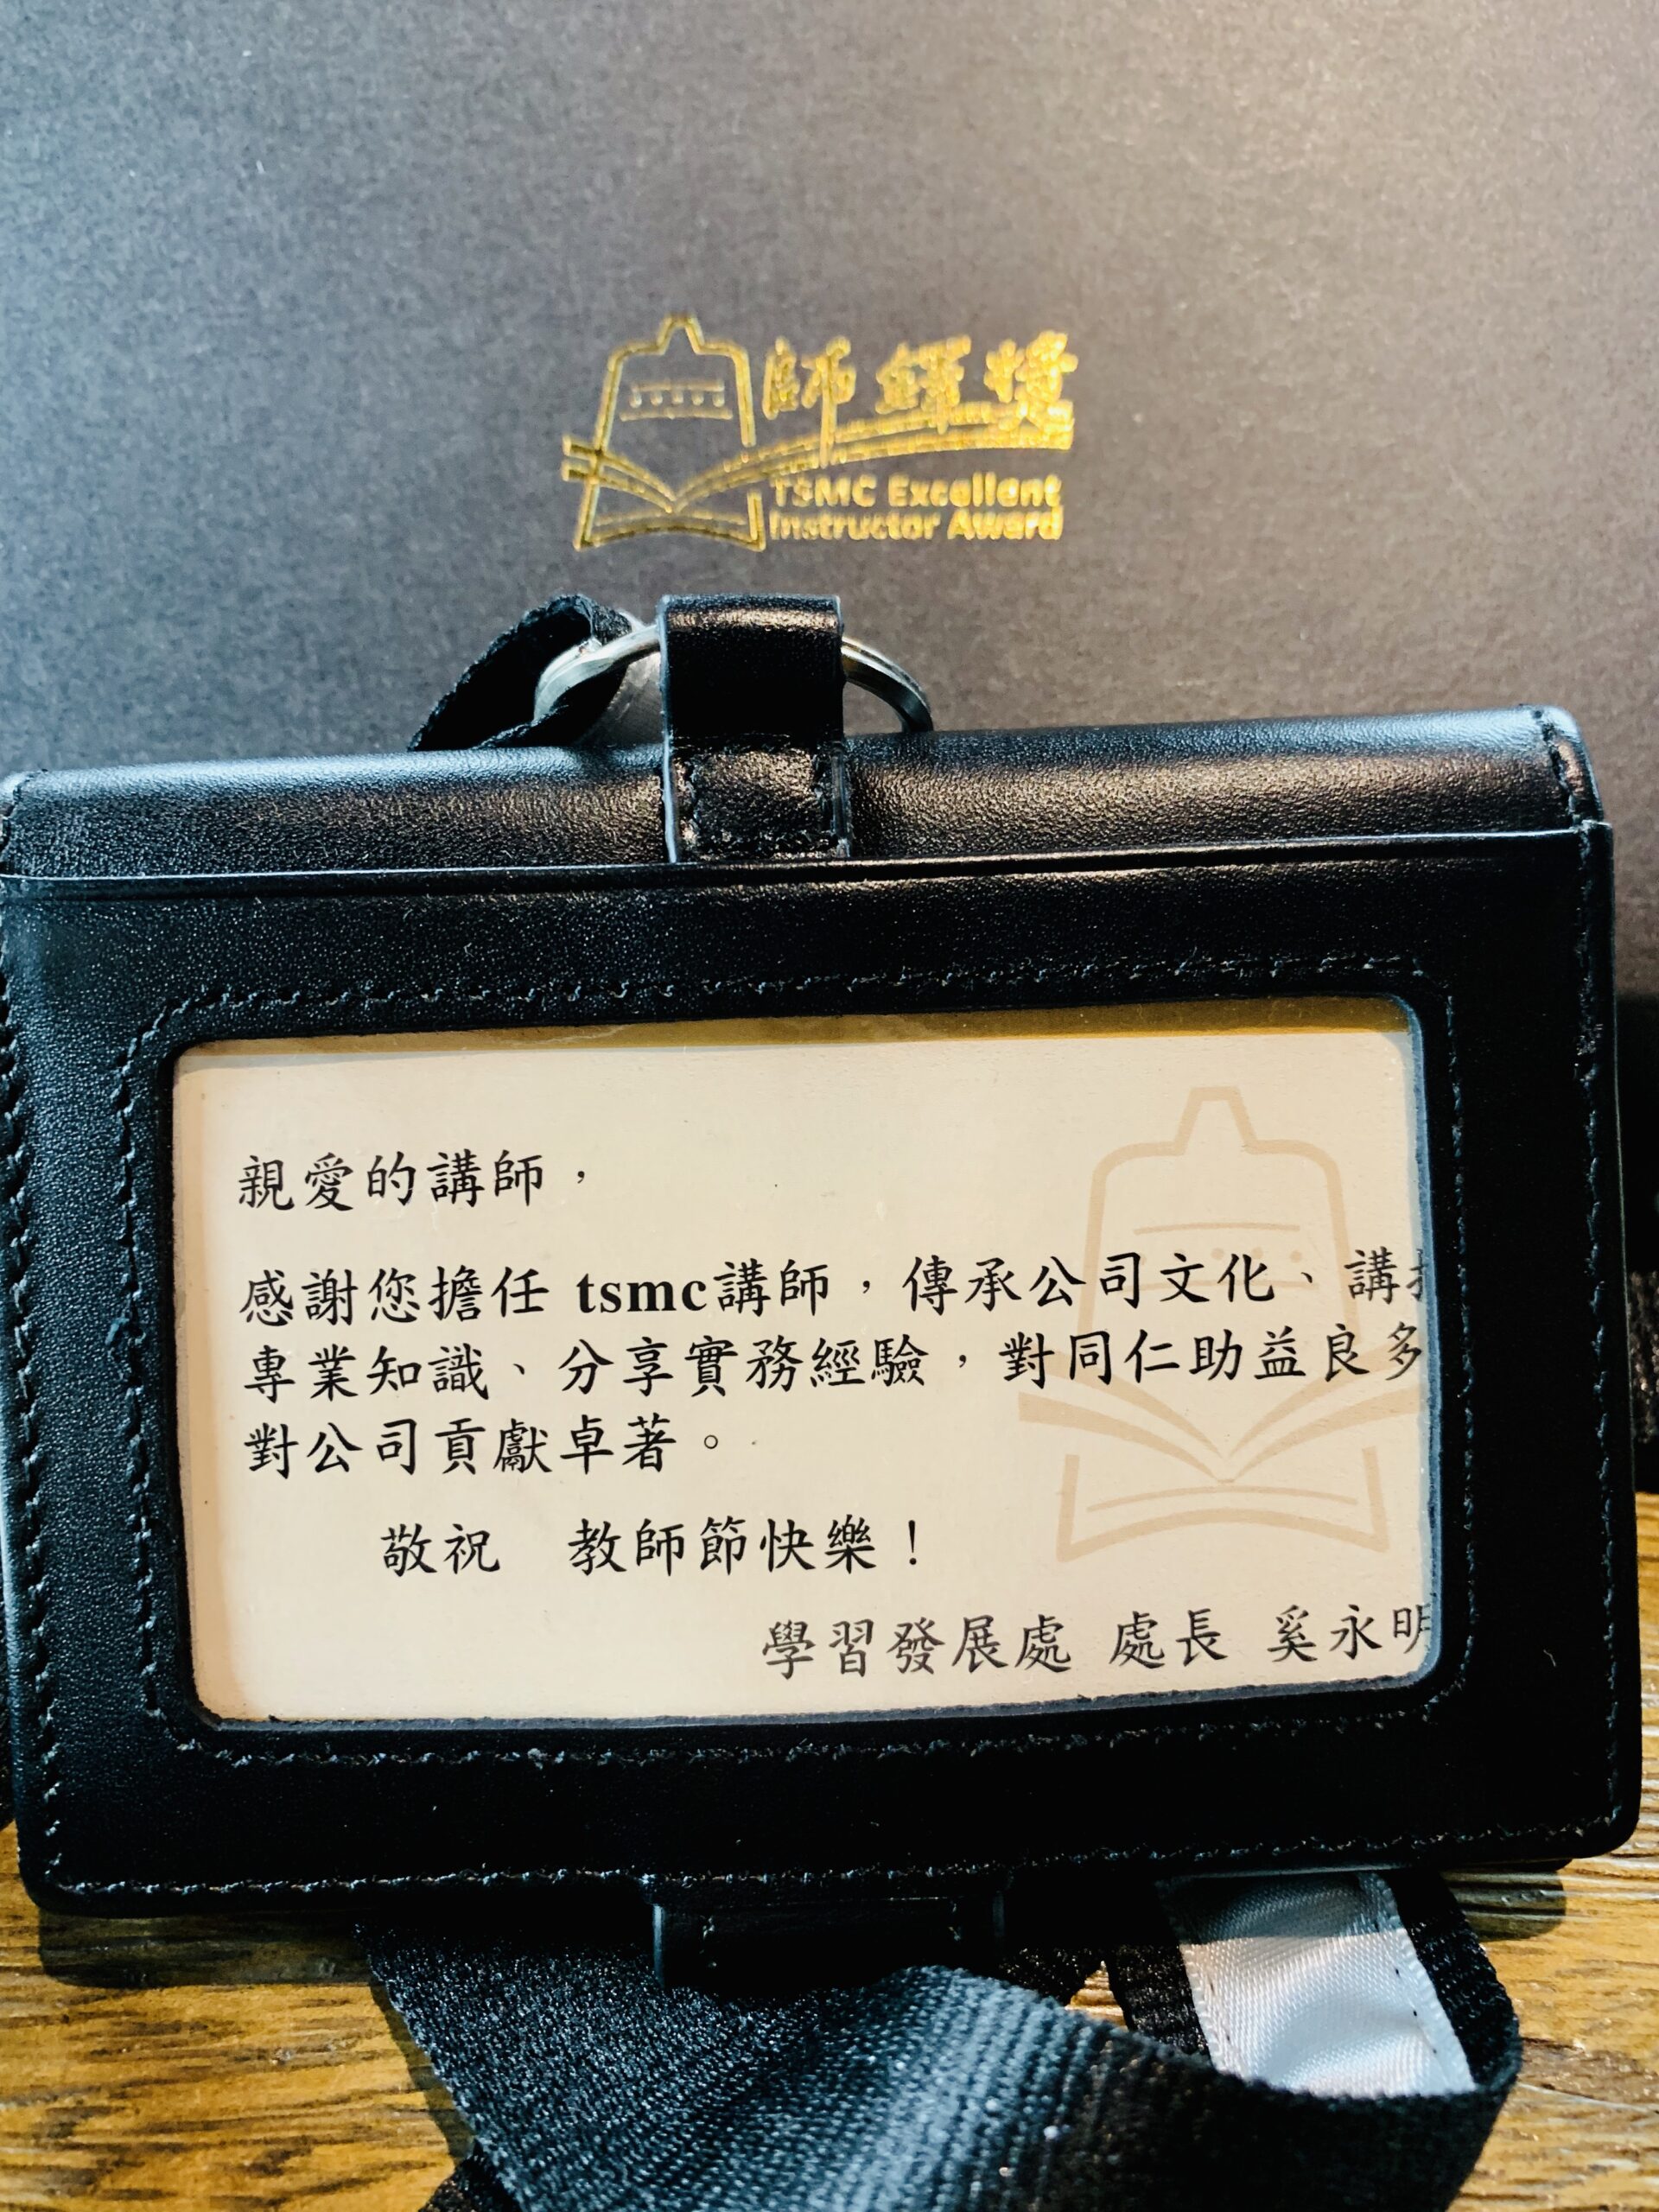 師鐸獎
TSMC Excellent
Instructor Award
親愛的講師，
感謝您擔任 tsmc講師，傳承公司文化、講
專業知識、分享實務經驗，對同仁助益良多
對公司貢獻卓著。
敬祝　教師節快樂！
學習發展處 處長 奚永明